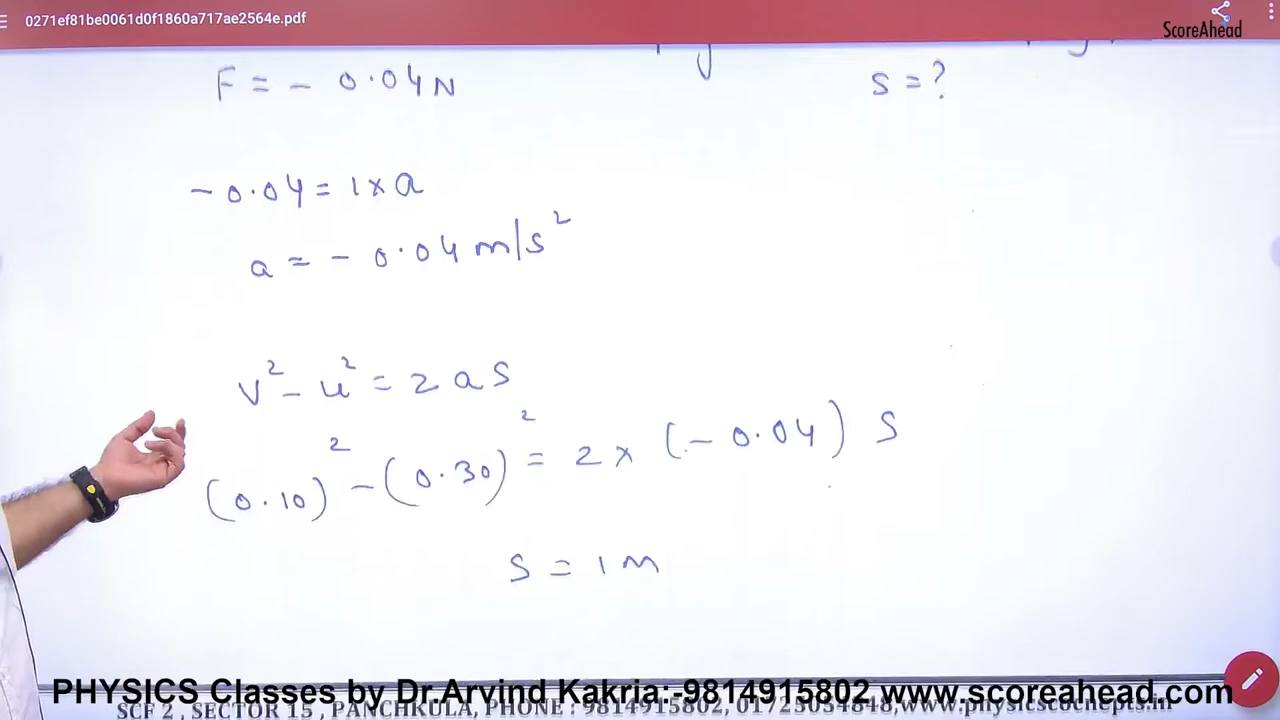 0271ef81be0061d0f1860a717ae2564e.pdf
ScoreAhead
F = - 0.04N
s = ?
- 0.04 = 1 x a
a = - 0.04 m/s²
v² - u² = 2 a s
(0.10)² - (0.30)² = 2 x (- 0.04) s
s = 1 m
PHYSICS Classes by Dr.Arvind Kakria:-9814915802,www.scoreahead.com
SCF 2 , SECTOR 15 , PANCHKULA, PHONE : 9814915802,